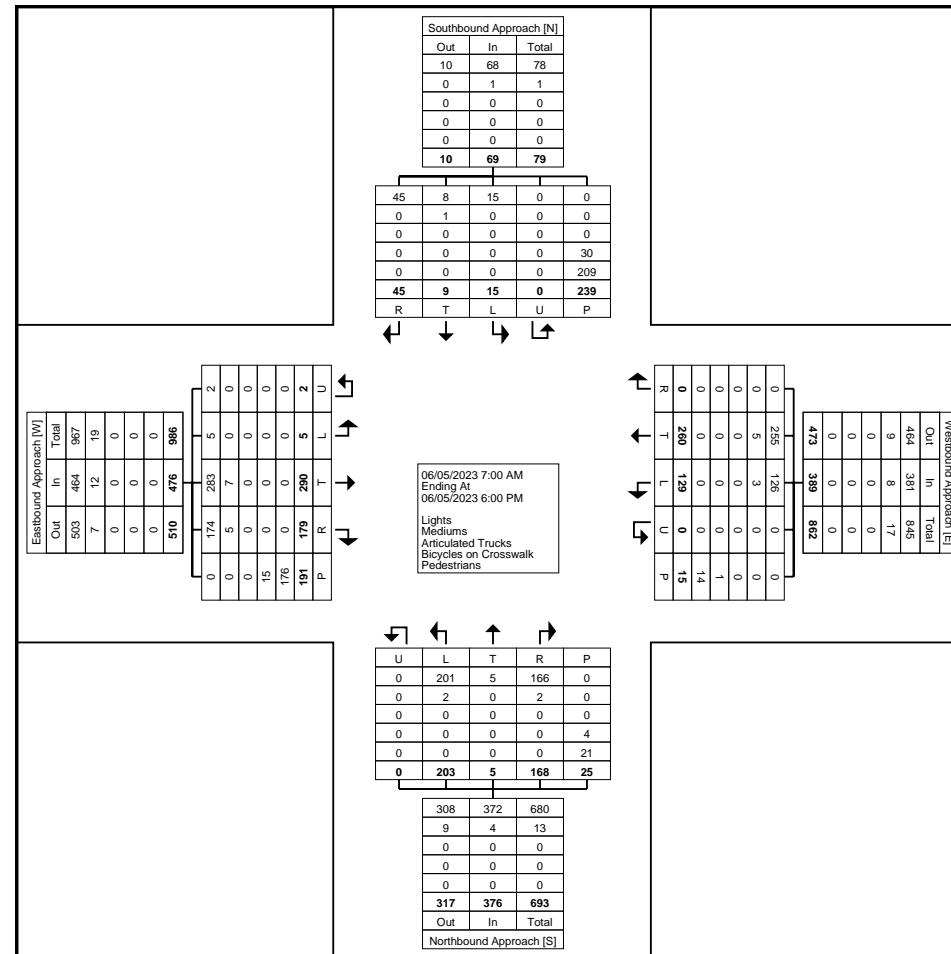 Southbound Approach [N]
Out In Total
10 68 78
0 1 1
0 0 0
0 0 0
0 0 0
10 69 79
45 8 15 0 0
0 1 0 0 0
0 0 0 0 0
0 0 0 0 30
0 0 0 0 209
45 9 15 0 239
R T L U P
Eastbound Approach [W]
Total 967 19 0 0 0 986
In 464 12 0 0 0 476
Out 503 7 0 0 0 510
2 0 0 0 0 2 U
5 0 0 0 0 5 L
283 7 0 0 0 290 T
174 5 0 0 0 179 R
0 0 0 15 176 191 P
06/05/2023 7:00 AM
Ending At
06/05/2023 6:00 PM
Lights
Mediums
Articulated Trucks
Bicycles on Crosswalk
Pedestrians
R 0 0 0 0 0 0
T 260 0 0 0 5 255
L 129 0 0 0 3 126
U 0 0 0 0 0 0
P 15 14 1 0 0 0
Westbound Approach [E]
473 0 0 0 9 464 Out
389 0 0 0 8 381 In
862 0 0 0 17 845 Total
U L T R P
0 201 5 166 0
0 2 0 2 0
0 0 0 0 0
0 0 0 0 4
0 0 0 0 21
0 203 5 168 25
308 372 680
9 4 13
0 0 0
0 0 0
0 0 0
317 376 693
Out In Total
Northbound Approach [S]